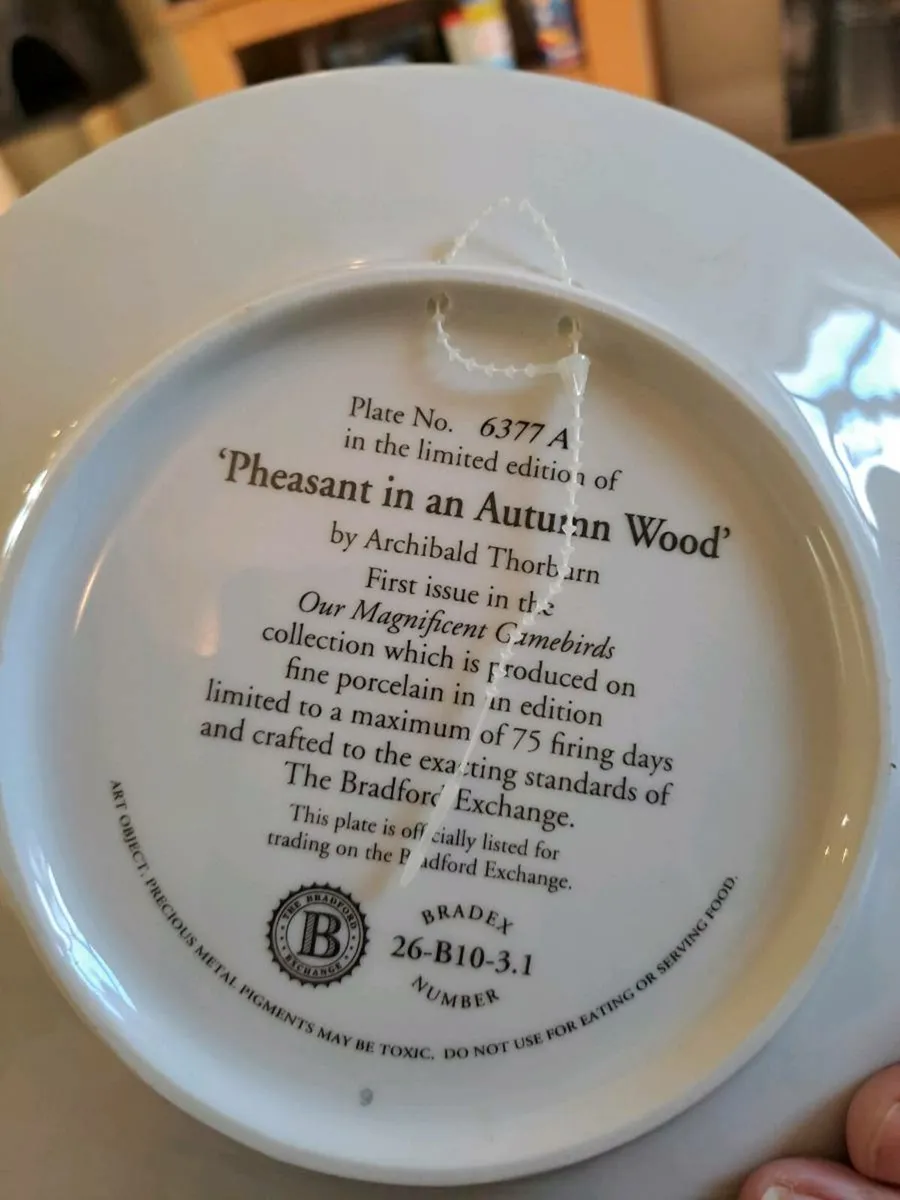 Plate No. 6377 A
in the limited edition of
'Pheasant in an Autumn Wood'
by Archibald Thorburn
First issue in the
Our Magnificent Gamebirds
collection which is produced on
fine porcelain in an edition
limited to a maximum of 75 firing days
and crafted to the exacting standards of
The Bradford Exchange.
This plate is officially listed for
trading on the Bradford Exchange.
THE BRADFORD
B
EXCHANGE
BRADEX
26-B10-3.1
NUMBER
ART OBJECT. PRECIOUS METAL PIGMENTS MAY BE TOXIC. DO NOT USE FOR EATING OR SERVING FOOD.
9